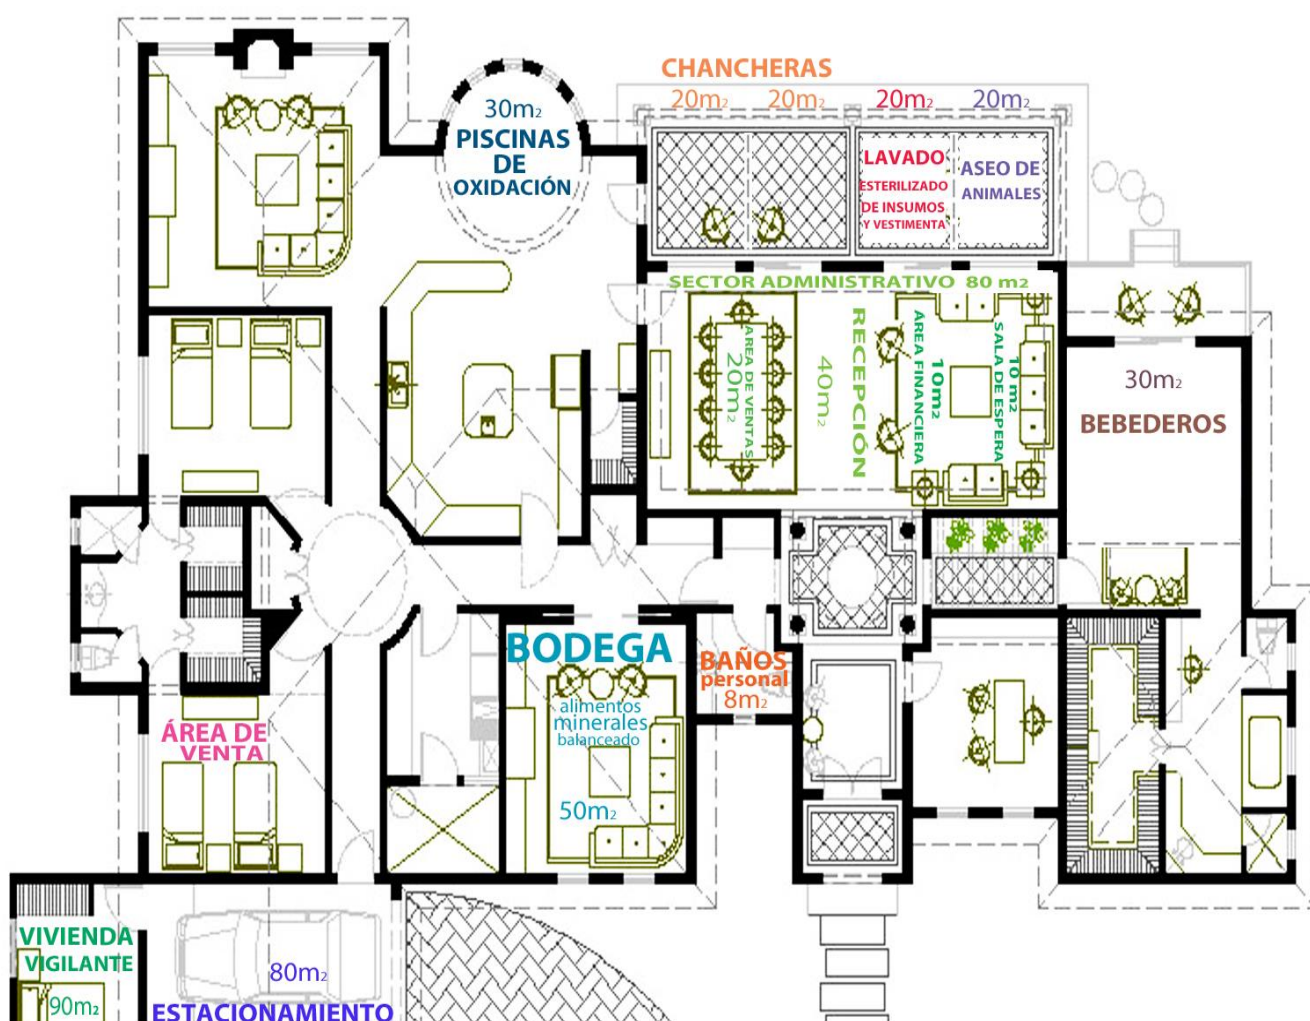 CHANCHERAS
20m2 20m2 20m2 20m2
30m2
PISCINAS
DE
OXIDACIÓN
LAVADO
ESTERILIZADO
DE INSUMOS
Y VESTIMENTA
ASEO DE
ANIMALES
SECTOR ADMINISTRATIVO 80 m2
AREA DE VENTAS
20m2
40m2
RECEPCIÓN
AREA FINANCIERA
10m2
SALA DE ESPERA
10 m2
30m2
BEBEDEROS
BODEGA
alimentos
minerales
balanceado
50m2
BAÑOS
personal
8m2
ÁREA DE
VENTA
VIVIENDA
VIGILANTE
90m2
80m2
ESTACIONAMIENTO